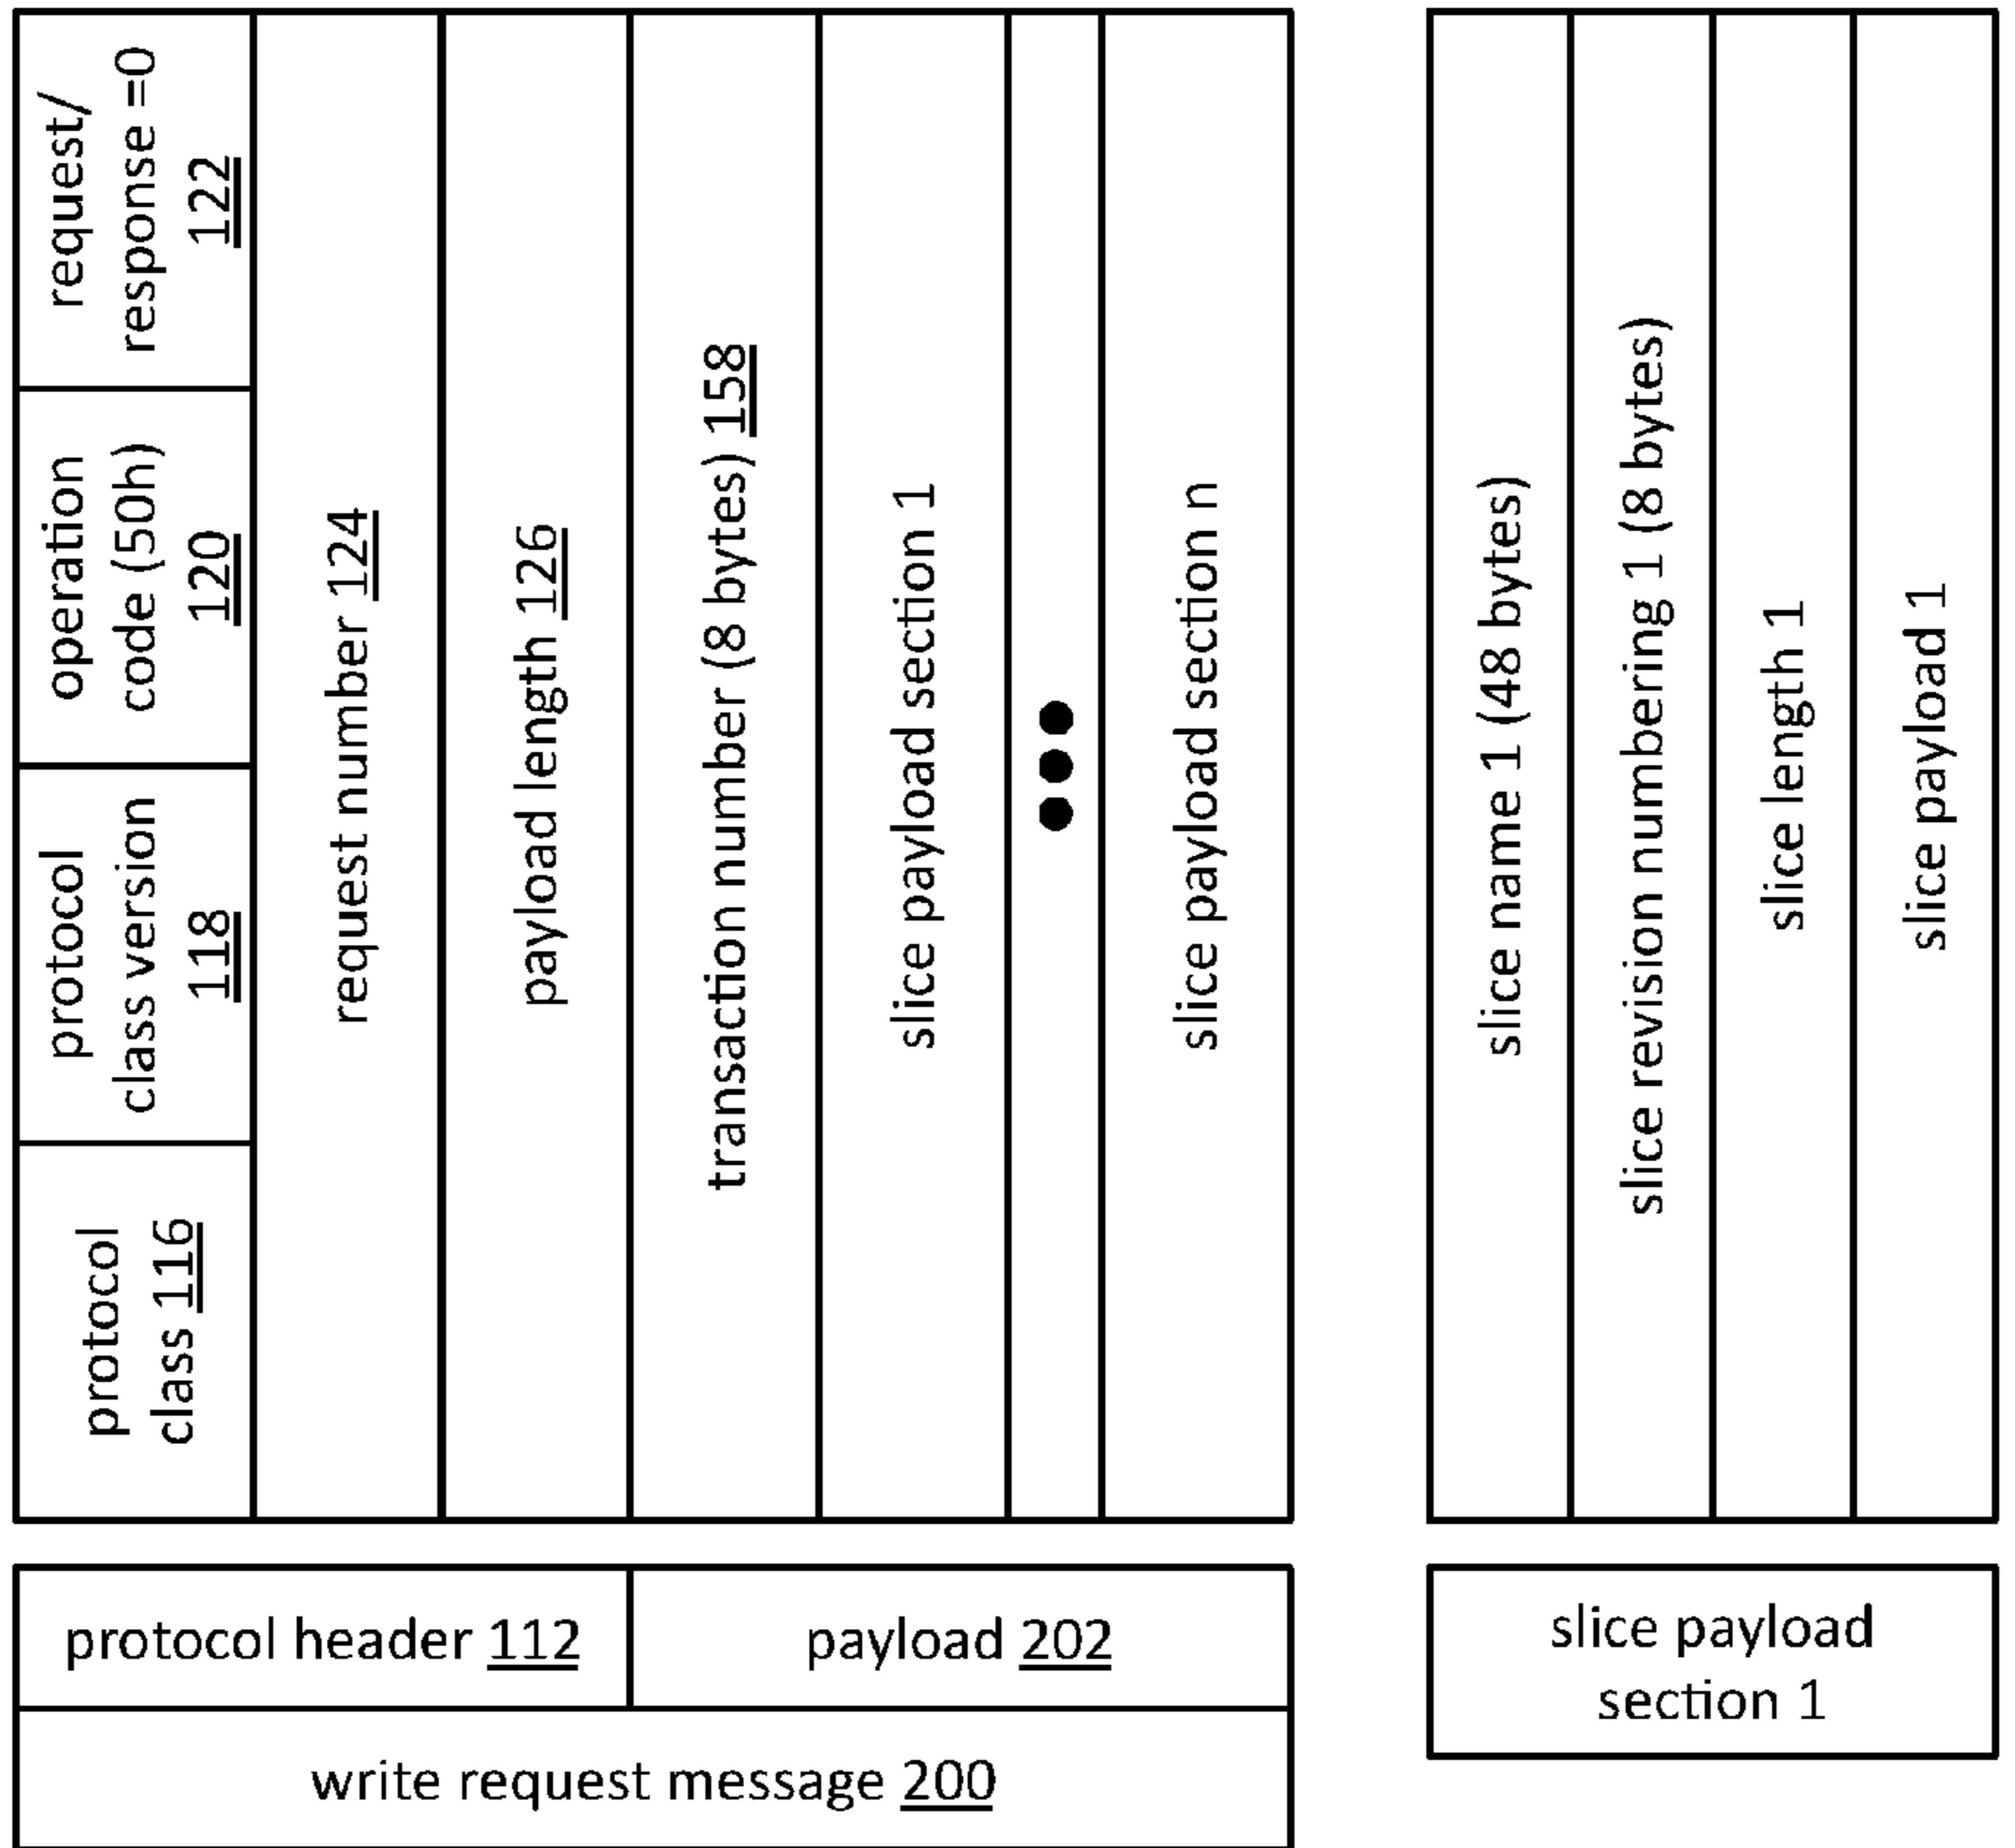 protocol
class 116
protocol
class version
118
operation
code (50h)
120
request/
response =0
122
request number 124
payload length 126
transaction number (8 bytes) 158
slice payload section 1
●●●
slice payload section n
protocol header 112
payload 202
write request message 200
slice name 1 (48 bytes)
slice revision numbering 1 (8 bytes)
slice length 1
slice payload 1
slice payload
section 1